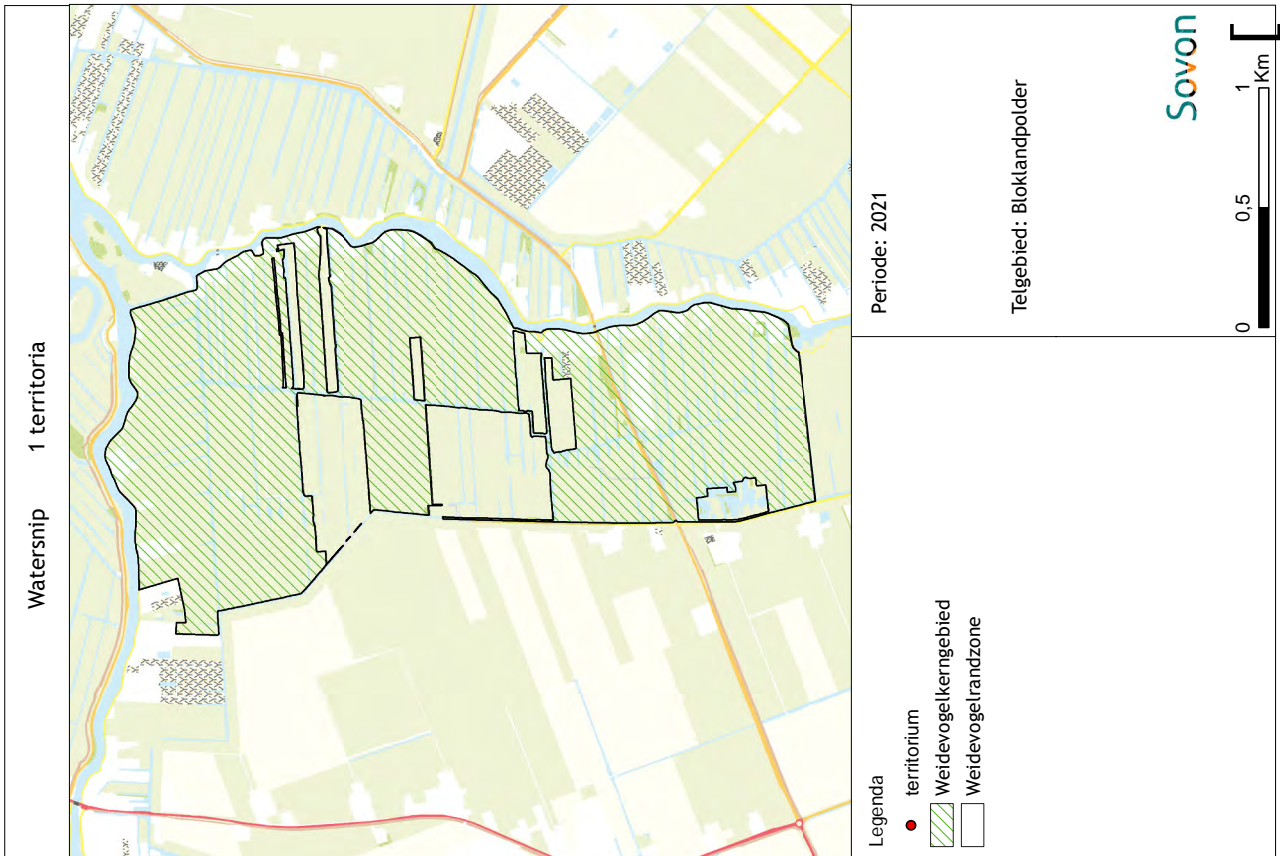 Watersnip 1 territoria
Legenda
territorium
Weidevogelkerngebied
Weidevogelrandzone
Periode: 2021
Telgebied: Bloklandpolder
0 0,5 1
Km
Sovon